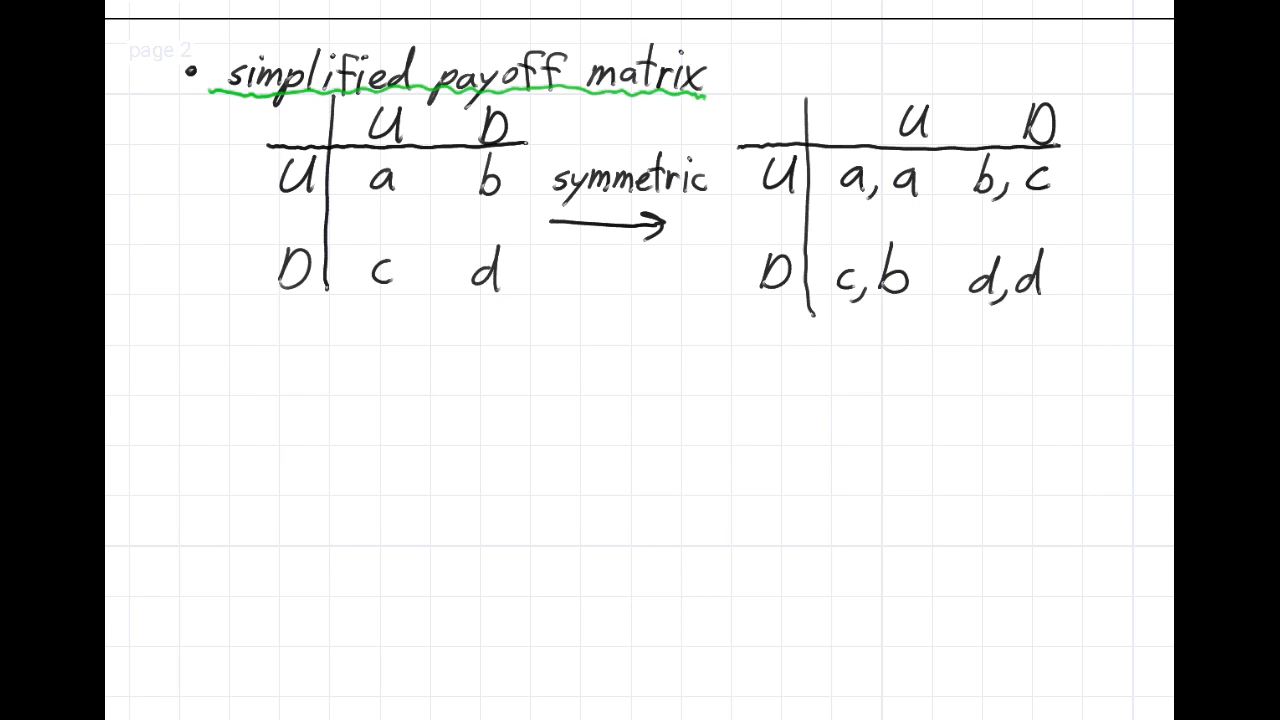 page 2
• simplified payoff matrix
U D U D
U a b symmetric U a, a b, c
D c d D c, b d, d